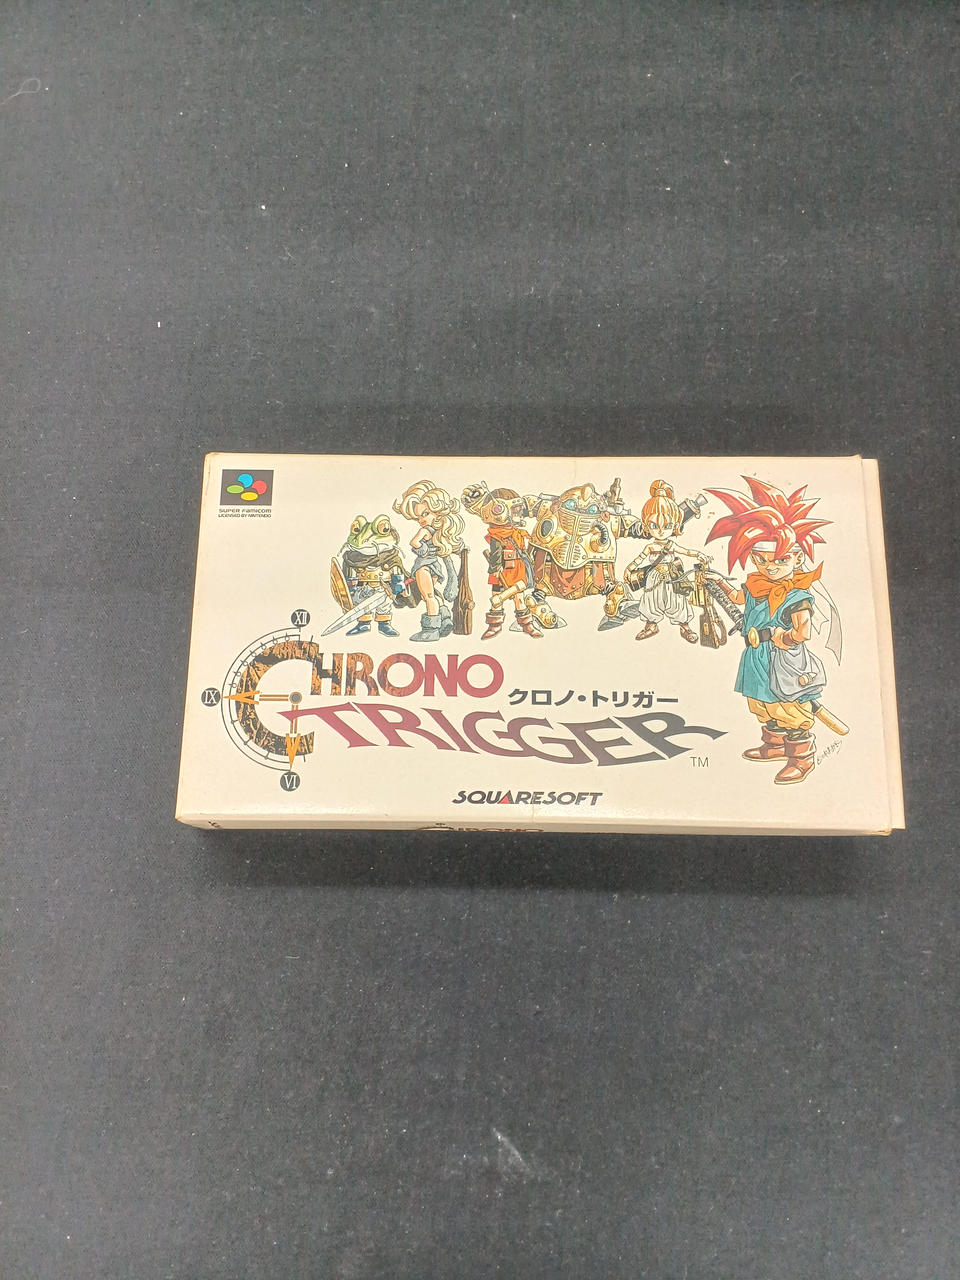 SUPER FAMICOM
LICENSED BY NINTENDO
XII
IX
VI
CHRONO
クロノ・トリガー
TRIGGER
TM
SQUARESOFT
CHRONO